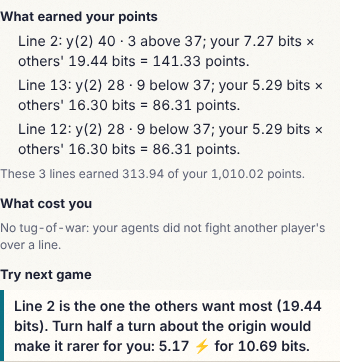 What earned your points
Line 2: y(2) 40 · 3 above 37; your 7.27 bits ×
others' 19.44 bits = 141.33 points.
Line 13: y(2) 28 · 9 below 37; your 5.29 bits ×
others' 16.30 bits = 86.31 points.
Line 12: y(2) 28 · 9 below 37; your 5.29 bits ×
others' 16.30 bits = 86.31 points.
These 3 lines earned 313.94 of your 1,010.02 points.
What cost you
No tug-of-war: your agents did not fight another player's
over a line.
Try next game
Line 2 is the one the others want most (19.44
bits). Turn half a turn about the origin would
make it rarer for you: 5.17 ⚡ for 10.69 bits.